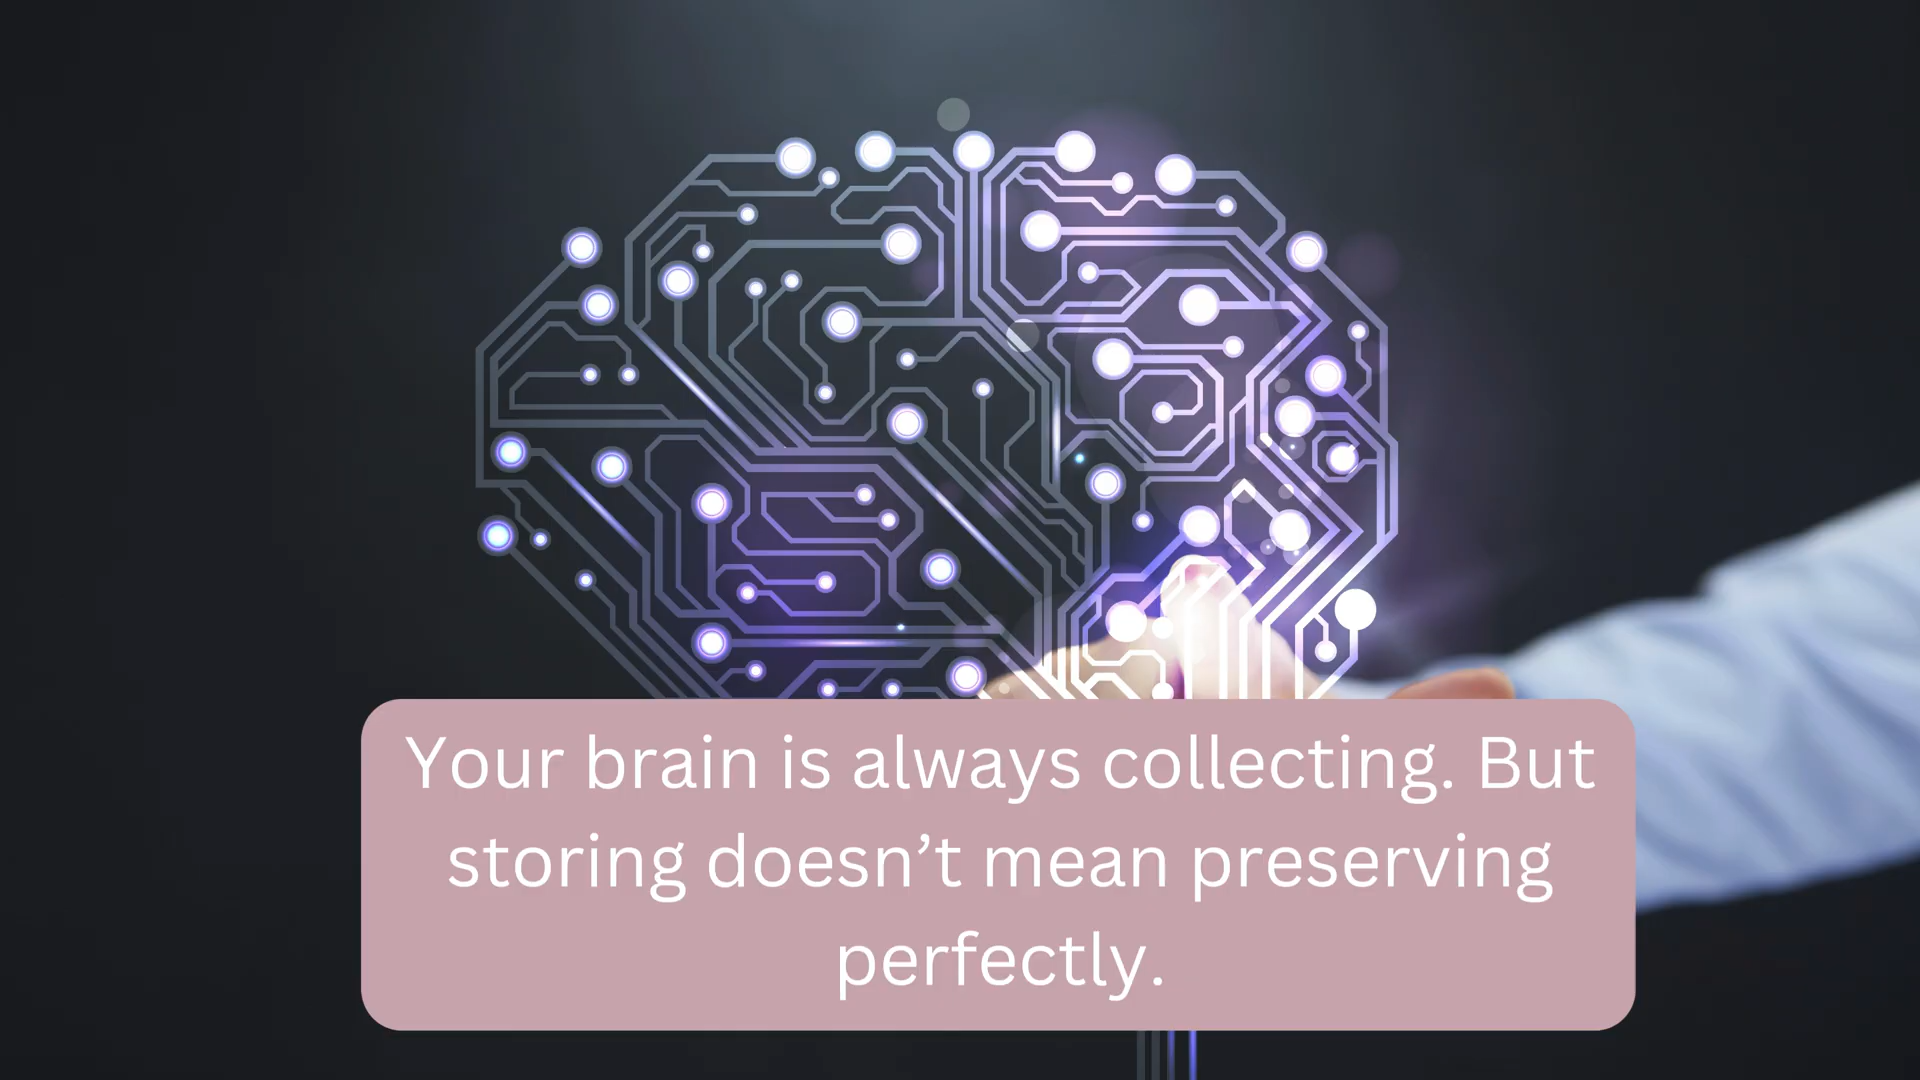 Your brain is always collecting. But
storing doesn’t mean preserving
perfectly.